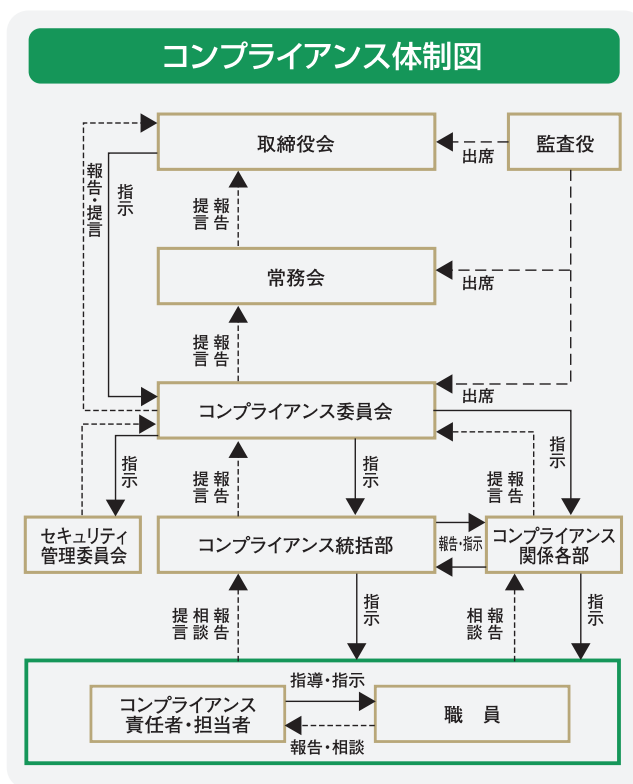 コンプライアンス体制図
取締役会
監査役
出席
報告・提言
指示
報告
提言
常務会
出席
報告
提言
コンプライアンス委員会
出席
指示
報告
提言
指示
報告
提言
指示
セキュリティ
管理委員会
コンプライアンス統括部
報告・指示
コンプライアンス
関係各部
報告
相談
提言
指示
報告
相談
指示
コンプライアンス
責任者・担当者
指導・指示
報告・相談
職　員